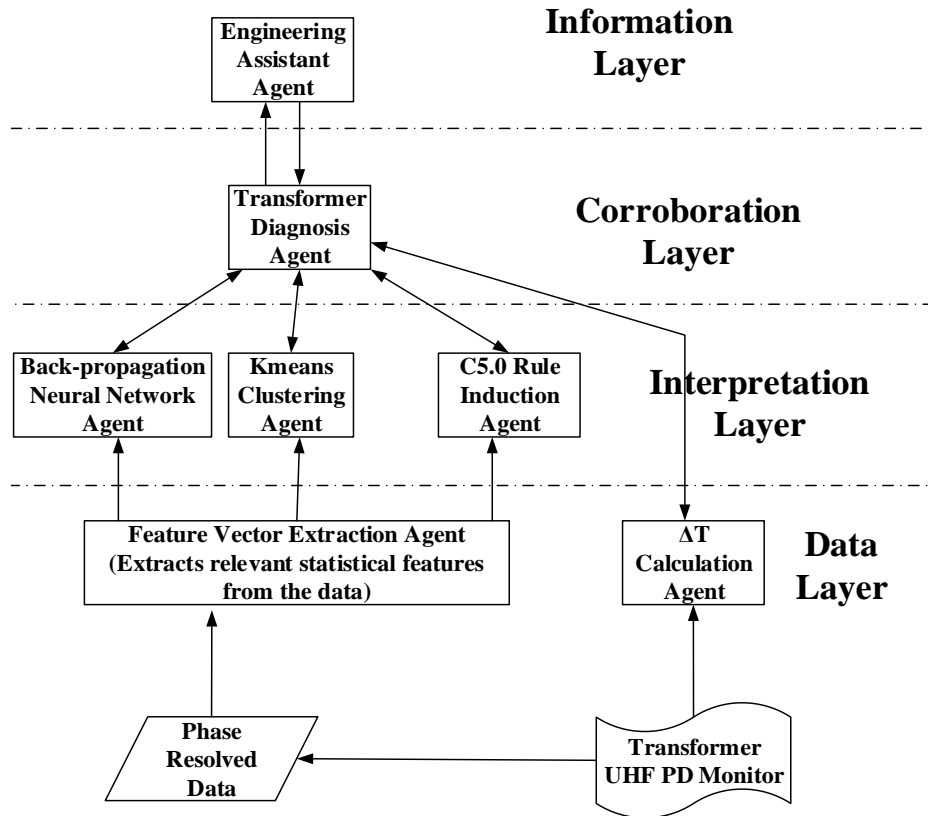 Engineering
Assistant
Agent
Information
Layer
Transformer
Diagnosis
Agent
Corroboration
Layer
Back-propagation
Neural Network
Agent
Kmeans
Clustering
Agent
C5.0 Rule
Induction
Agent
Interpretation
Layer
Feature Vector Extraction Agent
(Extracts relevant statistical features
from the data)
ΔT
Calculation
Agent
Data
Layer
Phase
Resolved
Data
Transformer
UHF PD Monitor